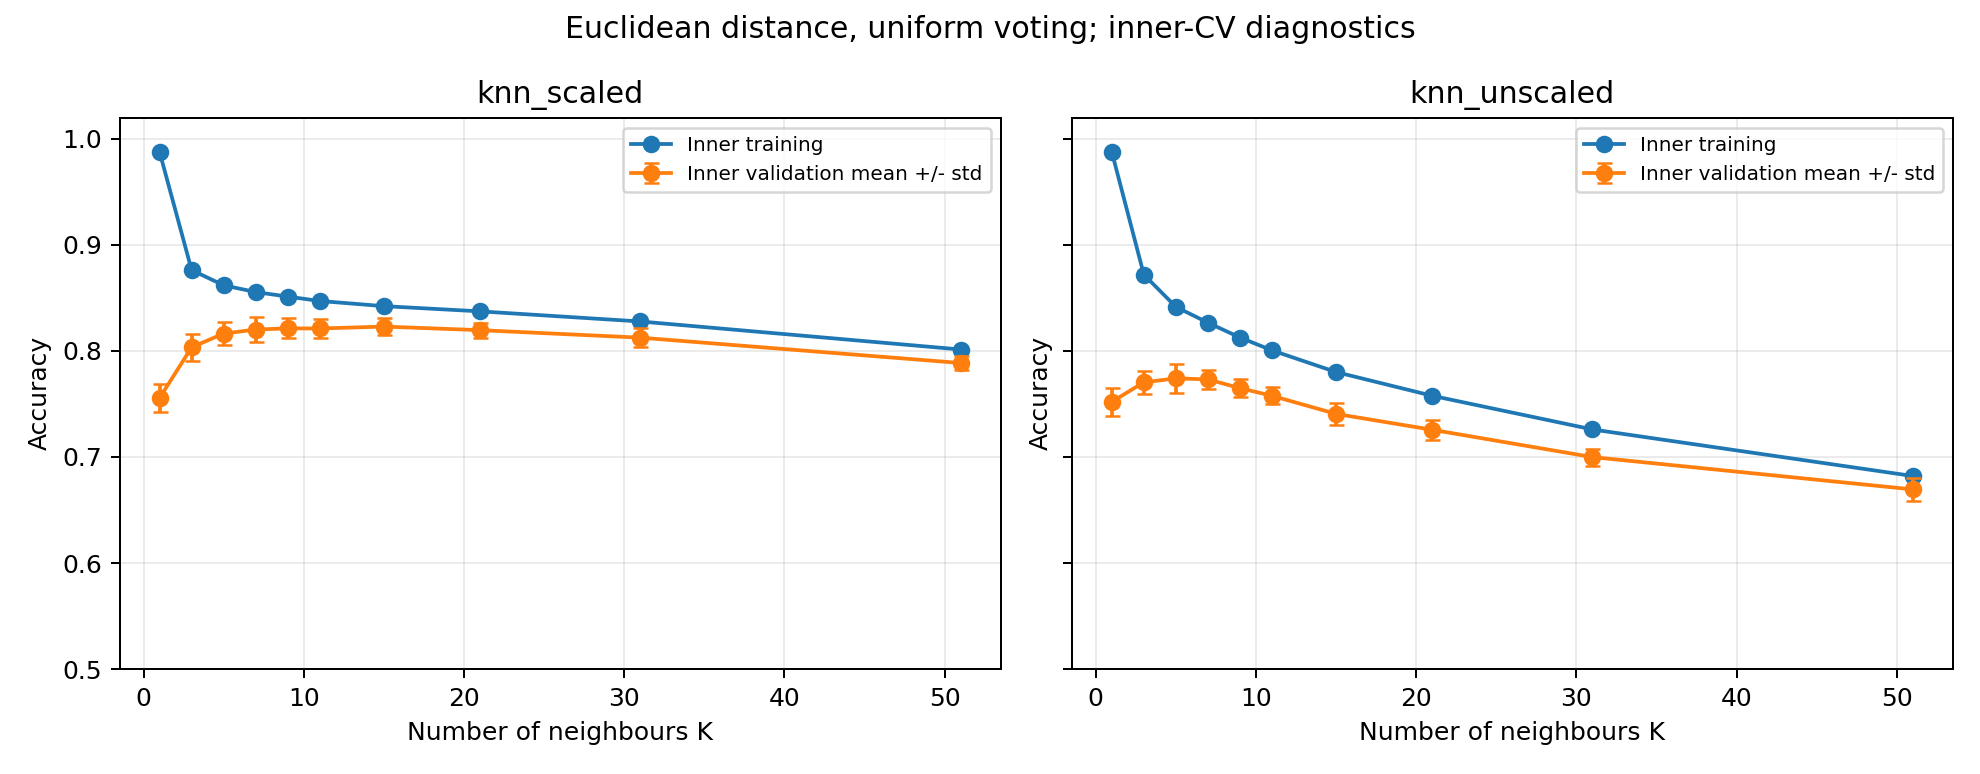 Euclidean distance, uniform voting; inner-CV diagnostics
knn_scaled
Inner training
Inner validation mean +/- std
1.0
0.9
0.8
0.7
0.6
0.5
Accuracy
0 10 20 30 40 50
Number of neighbours K
knn_unscaled
Inner training
Inner validation mean +/- std
Accuracy
0 10 20 30 40 50
Number of neighbours K